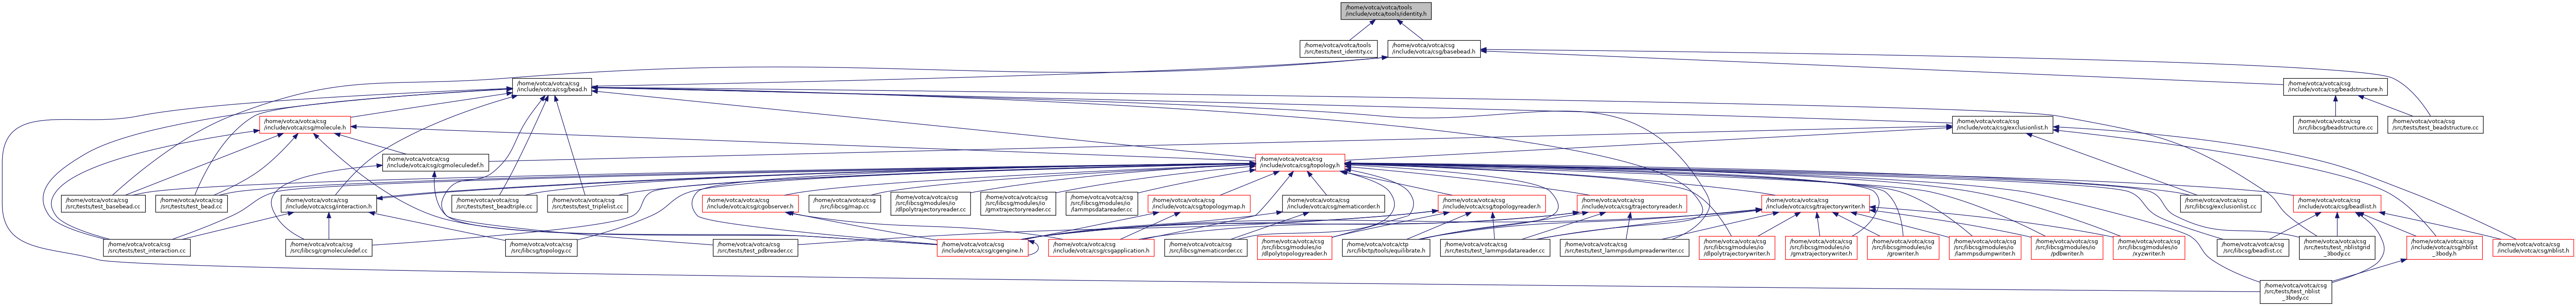 /home/votca/votca/tools
/include/votca/tools/identity.h
/home/votca/votca/tools
/src/tests/test_identity.cc
/home/votca/votca/csg
/include/votca/csg/basebead.h
/home/votca/votca/csg
/include/votca/csg/bead.h
/home/votca/votca/csg
/include/votca/csg/beadstructure.h
/home/votca/votca/csg
/include/votca/csg/molecule.h
/home/votca/votca/csg
/include/votca/csg/exclusionlist.h
/home/votca/votca/csg
/src/libcsg/beadstructure.cc
/home/votca/votca/csg
/src/tests/test_beadstructure.cc
/home/votca/votca/csg
/include/votca/csg/cgmoleculedef.h
/home/votca/votca/csg
/include/votca/csg/topology.h
/home/votca/votca/csg
/src/tests/test_basebead.cc
/home/votca/votca/csg
/src/tests/test_bead.cc
/home/votca/votca/csg
/include/votca/csg/interaction.h
/home/votca/votca/csg
/src/tests/test_beadtriple.cc
/home/votca/votca/csg
/src/tests/test_triplelist.cc
/home/votca/votca/csg
/include/votca/csg/cgobserver.h
/home/votca/votca/csg
/src/libcsg/map.cc
/home/votca/votca/csg
/src/libcsg/modules/io
/dlpolytrajectoryreader.cc
/home/votca/votca/csg
/src/libcsg/modules/io
/gmxtrajectoryreader.cc
/home/votca/votca/csg
/src/libcsg/modules/io
/lammpsdatareader.cc
/home/votca/votca/csg
/include/votca/csg/topologymap.h
/home/votca/votca/csg
/include/votca/csg/nematicorder.h
/home/votca/votca/csg
/include/votca/csg/topologyreader.h
/home/votca/votca/csg
/include/votca/csg/trajectoryreader.h
/home/votca/votca/csg
/include/votca/csg/trajectorywriter.h
/home/votca/votca/csg
/src/libcsg/exclusionlist.cc
/home/votca/votca/csg
/include/votca/csg/beadlist.h
/home/votca/votca/csg
/src/tests/test_interaction.cc
/home/votca/votca/csg
/src/libcsg/cgmoleculedef.cc
/home/votca/votca/csg
/src/libcsg/topology.cc
/home/votca/votca/csg
/src/tests/test_pdbreader.cc
/home/votca/votca/csg
/include/votca/csg/cgengine.h
/home/votca/votca/csg
/include/votca/csg/csgapplication.h
/home/votca/votca/csg
/src/libcsg/nematicorder.cc
/home/votca/votca/csg
/src/libcsg/modules/io
/dlpolytopologyreader.h
/home/votca/votca/ctp
/src/libctp/tools/equilibrate.h
/home/votca/votca/csg
/src/tests/test_lammpsdatareader.cc
/home/votca/votca/csg
/src/tests/test_lammpsdumpreaderwriter.cc
/home/votca/votca/csg
/src/libcsg/modules/io
/dlpolytrajectorywriter.h
/home/votca/votca/csg
/src/libcsg/modules/io
/gmxtrajectorywriter.h
/home/votca/votca/csg
/src/libcsg/modules/io
/growriter.h
/home/votca/votca/csg
/src/libcsg/modules/io
/lammpsdumpwriter.h
/home/votca/votca/csg
/src/libcsg/modules/io
/pdbwriter.h
/home/votca/votca/csg
/src/libcsg/modules/io
/xyzwriter.h
/home/votca/votca/csg
/src/libcsg/beadlist.cc
/home/votca/votca/csg
/src/tests/test_nblistgrid
_3body.cc
/home/votca/votca/csg
/include/votca/csg/nblist
_3body.h
/home/votca/votca/csg
/include/votca/csg/nblist.h
/home/votca/votca/csg
/src/tests/test_nblist
_3body.cc